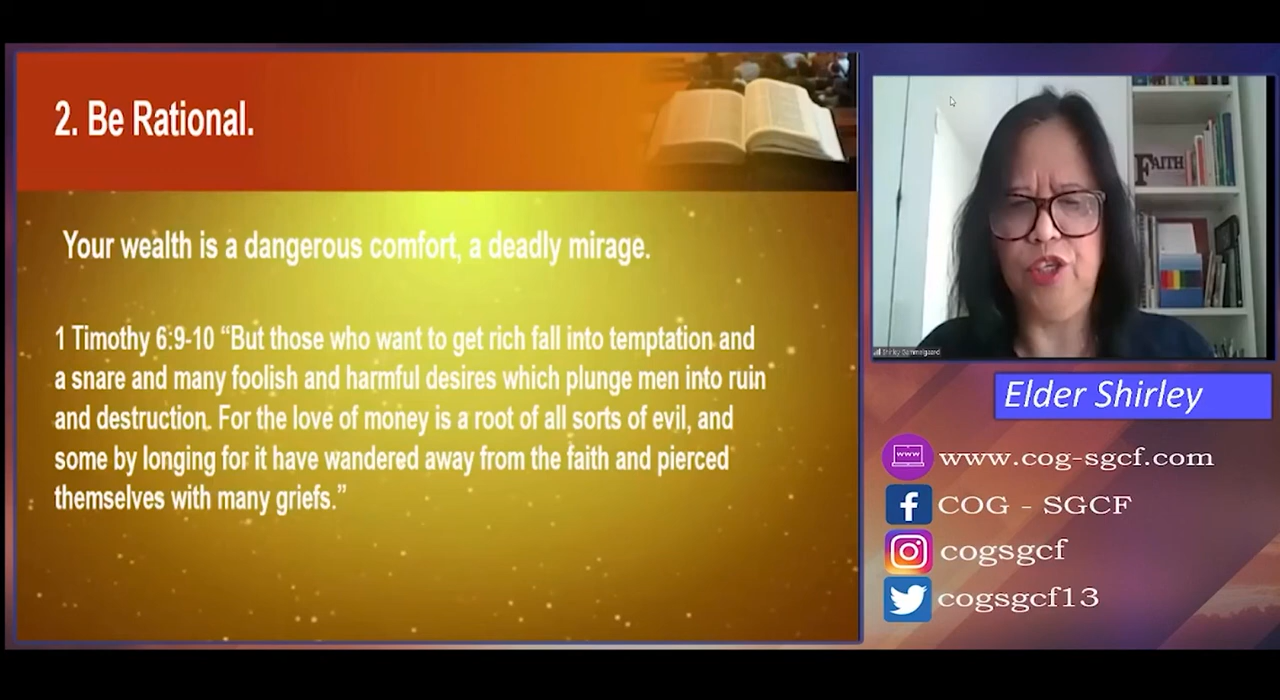 2. Be Rational.
Your wealth is a dangerous comfort, a deadly mirage.
1 Timothy 6:9-10 “But those who want to get rich fall into temptation and
a snare and many foolish and harmful desires which plunge men into ruin
and destruction. For the love of money is a root of all sorts of evil, and
some by longing for it have wandered away from the faith and pierced
themselves with many griefs.”
FAITH
Shirley Gammelgaard
Elder Shirley
www
www.cog-sgcf.com
COG - SGCF
cogsgcf
cogsgcf13